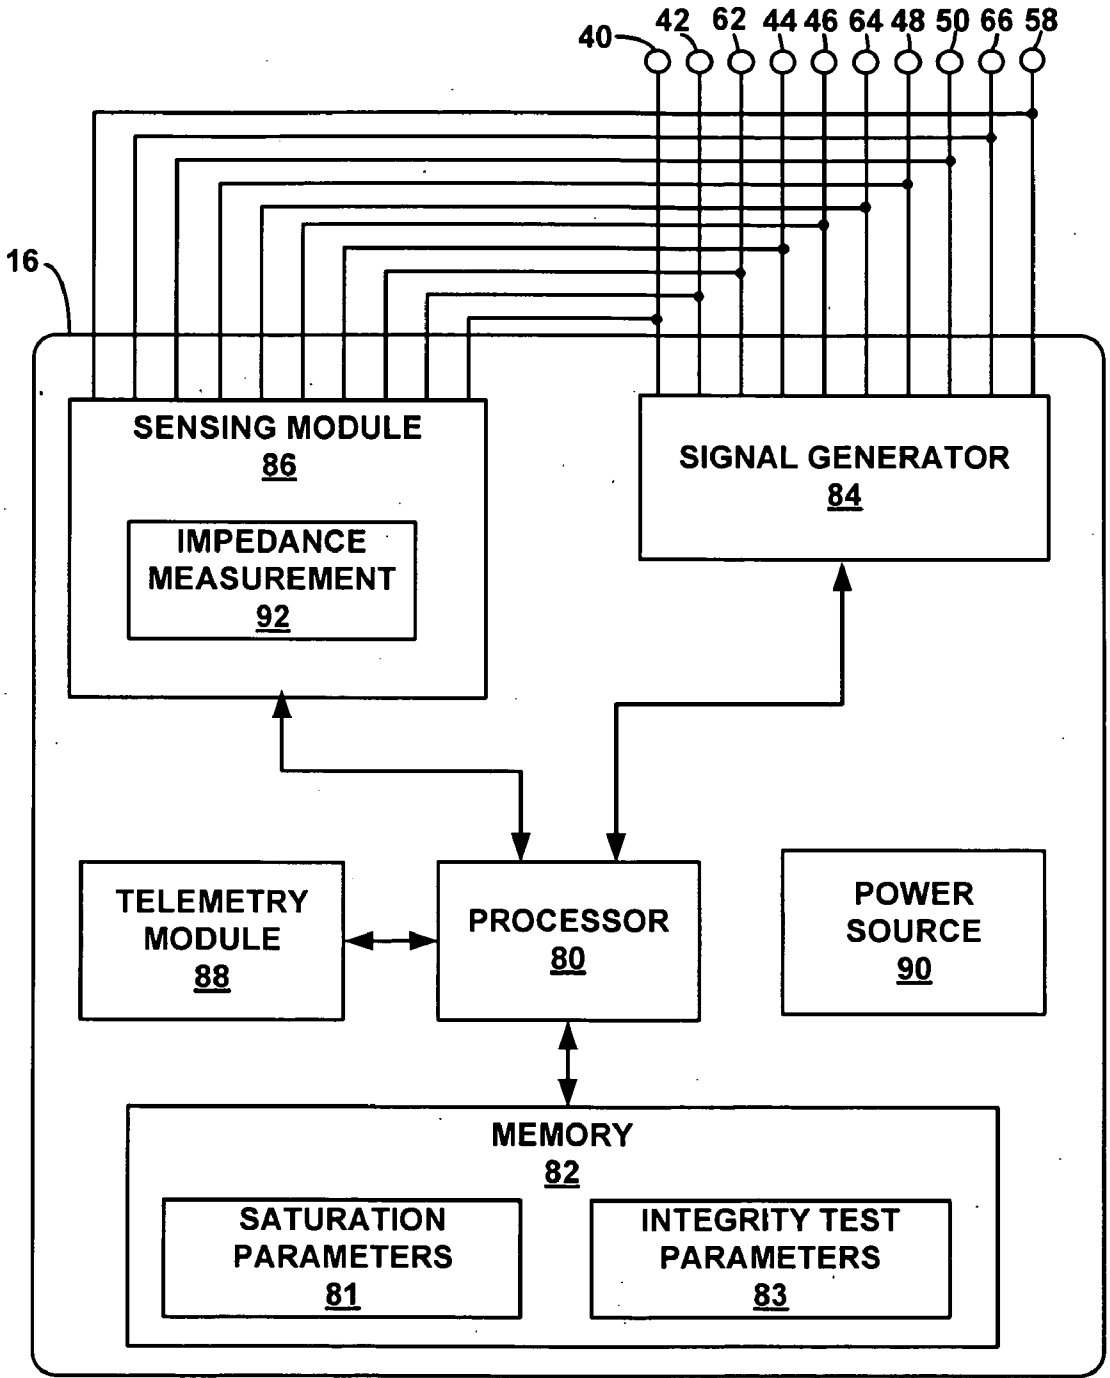 40 42 62 44 46 64 48 50 66 58
16
SENSING MODULE
86
IMPEDANCE
MEASUREMENT
92
SIGNAL GENERATOR
84
TELEMETRY
MODULE
88
PROCESSOR
80
POWER
SOURCE
90
MEMORY
82
SATURATION
PARAMETERS
81
INTEGRITY TEST
PARAMETERS
83